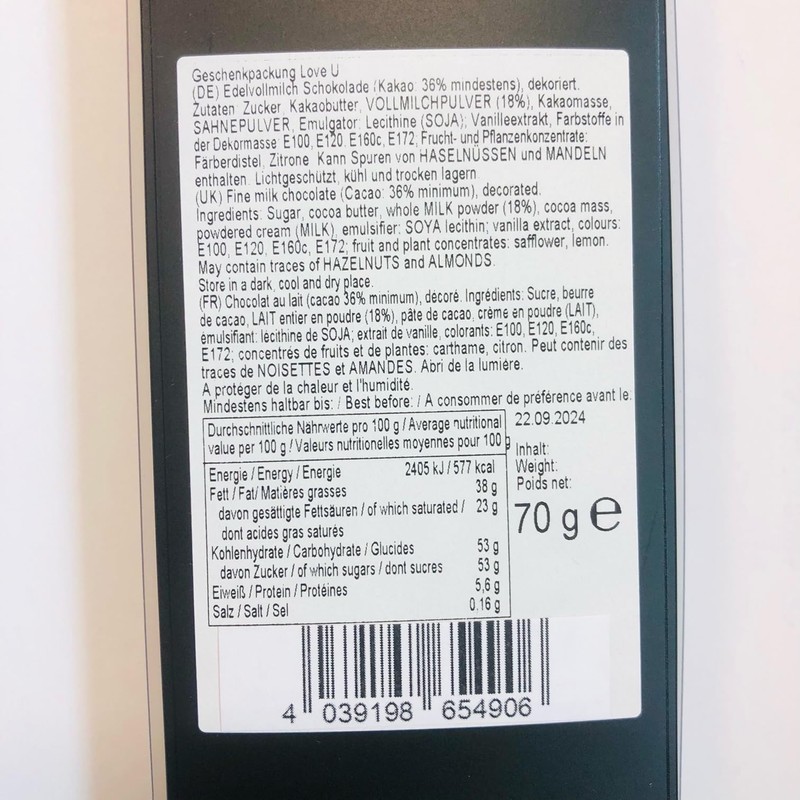 Geschenkpackung Love U
(DE) Edelvollmilch Schokolade (Kakao: 36% mindestens), dekoriert.
Zutaten: Zucker, Kakaobutter, VOLLMILCHPULVER (18%), Kakaomasse,
SAHNEPULVER, Emulgator: Lecithine (SOJA); Vanilleextrakt, Farbstoffe in
der Dekormasse: E100, E120, E160c, E172; Frucht- und Pflanzenkonzentrate:
Färberdistel, Zitrone. Kann Spuren von HASELNÜSSEN und MANDELN
enthalten. Lichtgeschützt, kühl und trocken lagern
(UK) Fine milk chocolate (Cacao: 36% minimum), decorated.
Ingredients: Sugar, cocoa butter, whole MILK powder (18%), cocoa mass,
powdered cream (MILK), emulsifier: SOYA lecithin; vanilla extract, colours:
E100, E120, E160c, E172; fruit and plant concentrates: safflower, lemon.
May contain traces of HAZELNUTS and ALMONDS.
Store in a dark, cool and dry place.
(FR) Chocolat au lait (cacao 36% minimum), décoré. Ingrédients: Sucre, beurre
de cacao, LAIT entier en poudre (18%), pâte de cacao, crème en poudre (LAIT),
émulsifiant: lécithine de SOJA; extrait de vanille, colorants: E100, E120, E160c,
E172; concentrés de fruits et de plantes: carthame, citron. Peut contenir des
traces de NOISETTES et AMANDES. Abri de la lumière.
A protéger de la chaleur et l'humidité.
Mindestens haltbar bis: / Best before: / A consommer de préférence avant le:
22.09.2024
Durchschnittliche Nährwerte pro 100 g / Average nutritional
value per 100 g / Valeurs nutritionelles moyennes pour 100 g
Energie / Energy / Energie 2405 kJ / 577 kcal
Fett / Fat / Matières grasses 38 g
davon gesättigte Fettsäuren / of which saturated / 23 g
dont acides gras saturés
Kohlenhydrate / Carbohydrate / Glucides 53 g
davon Zucker / of which sugars / dont sucres 53 g
Eiweiß / Protein / Protéines 5,6 g
Salz / Salt / Sel 0,16 g
Inhalt:
Weight:
Poids net:
70 g e
4 039198 654906